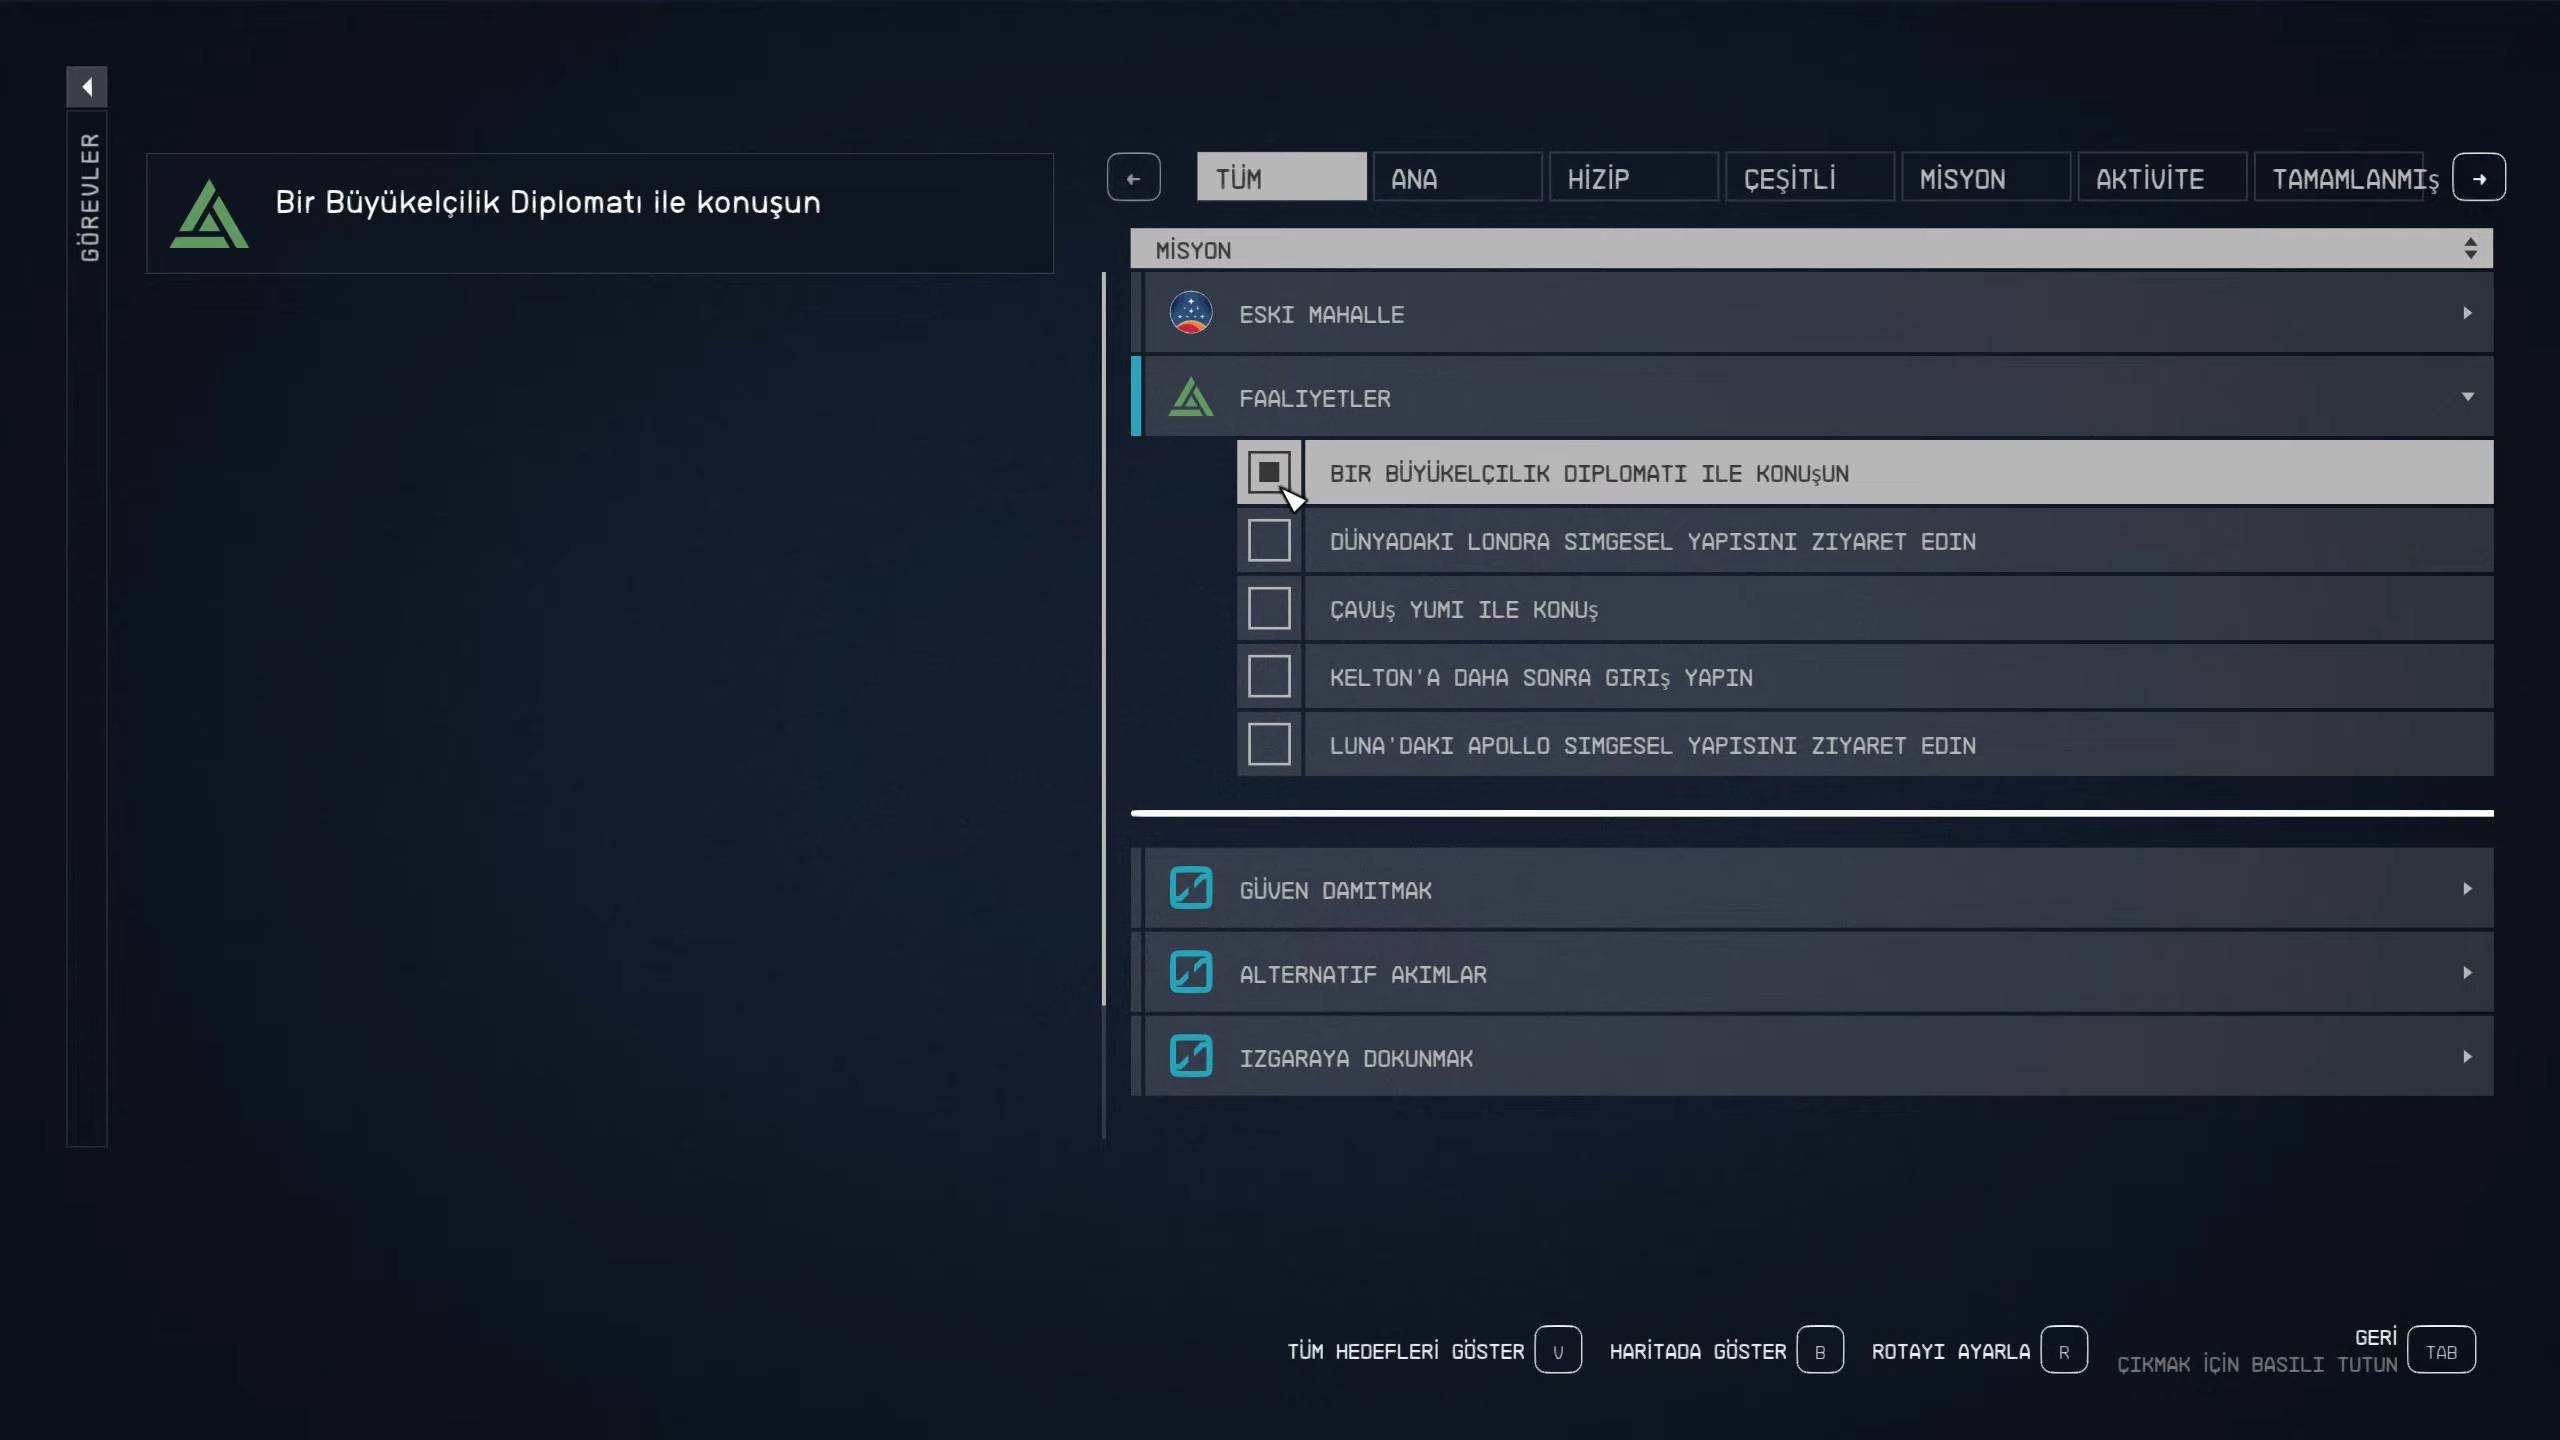 GÖREVLER
Bir Büyükelçilik Diplomatı ile konuşun
TÜM
ANA
HİZİP
ÇEŞİTLİ
MİSYON
AKTİVİTE
TAMAMLANMIŞ
MİSYON
ESKI MAHALLE
FAALIYETLER
BIR BÜYÜKELÇILIK DIPLOMATI ILE KONUŞUN
DÜNYADAKI LONDRA SIMGESEL YAPISINI ZIYARET EDIN
ÇAVUŞ YUMI ILE KONUŞ
KELTON'A DAHA SONRA GIRIŞ YAPIN
LUNA'DAKI APOLLO SIMGESEL YAPISINI ZIYARET EDIN
GÜVEN DAMITMAK
ALTERNATIF AKIMLAR
IZGARAYA DOKUNMAK
TÜM HEDEFLERİ GÖSTER V
HARİTADA GÖSTER B
ROTAYI AYARLA R
GERİ
ÇIKMAK İÇİN BASILI TUTUN TAB